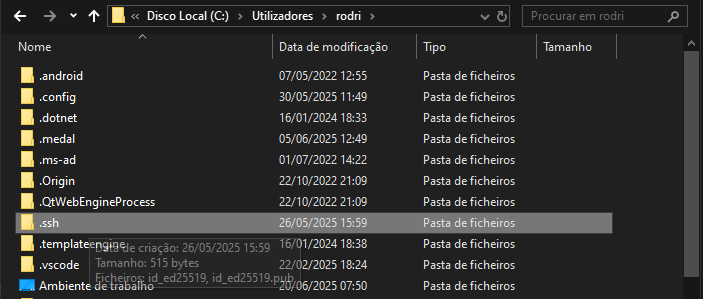 « Disco Local (C:) > Utilizadores > rodri > Procurar em rodri
Nome Data de modificação Tipo Tamanho
.android 07/05/2022 12:55 Pasta de ficheiros
.config 30/05/2025 11:49 Pasta de ficheiros
.dotnet 16/01/2024 18:33 Pasta de ficheiros
.medal 05/06/2025 12:49 Pasta de ficheiros
.ms-ad 01/07/2022 14:22 Pasta de ficheiros
.Origin 22/10/2022 21:09 Pasta de ficheiros
.QtWebEngineProcess 22/10/2022 21:09 Pasta de ficheiros
.ssh 26/05/2025 15:59 Pasta de ficheiros
.templateengine 16/01/2024 18:38 Pasta de ficheiros
Data de criação: 26/05/2025 15:59
.vscode 22/02/2025 18:24 Pasta de ficheiros
Tamanho: 515 bytes
Ficheiros: id_ed25519, id_ed25519.pub
Ambiente de trabalho 20/06/2025 07:50 Pasta de ficheiros